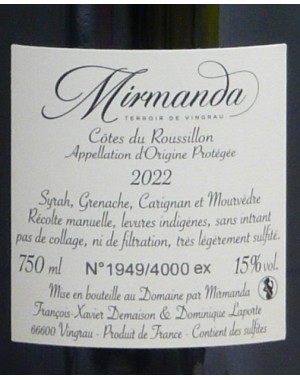 Mirmanda
TERROIR DE VINGRAU
Côtes du Roussillon
Appellation d'Origine Protégée
2022
Syrah, Grenache, Carignan et Mourvèdre
Récolte manuelle, levures indigènes, sans intrant
pas de collage, ni de filtration, très légèrement sulfité.
750 ml N°1949/4000 ex 15% vol.
Mise en bouteille au Domaine par Mirmanda
François-Xavier Demaison & Dominique Laporte
66600 Vingrau - Produit de France - Contient des sulfites